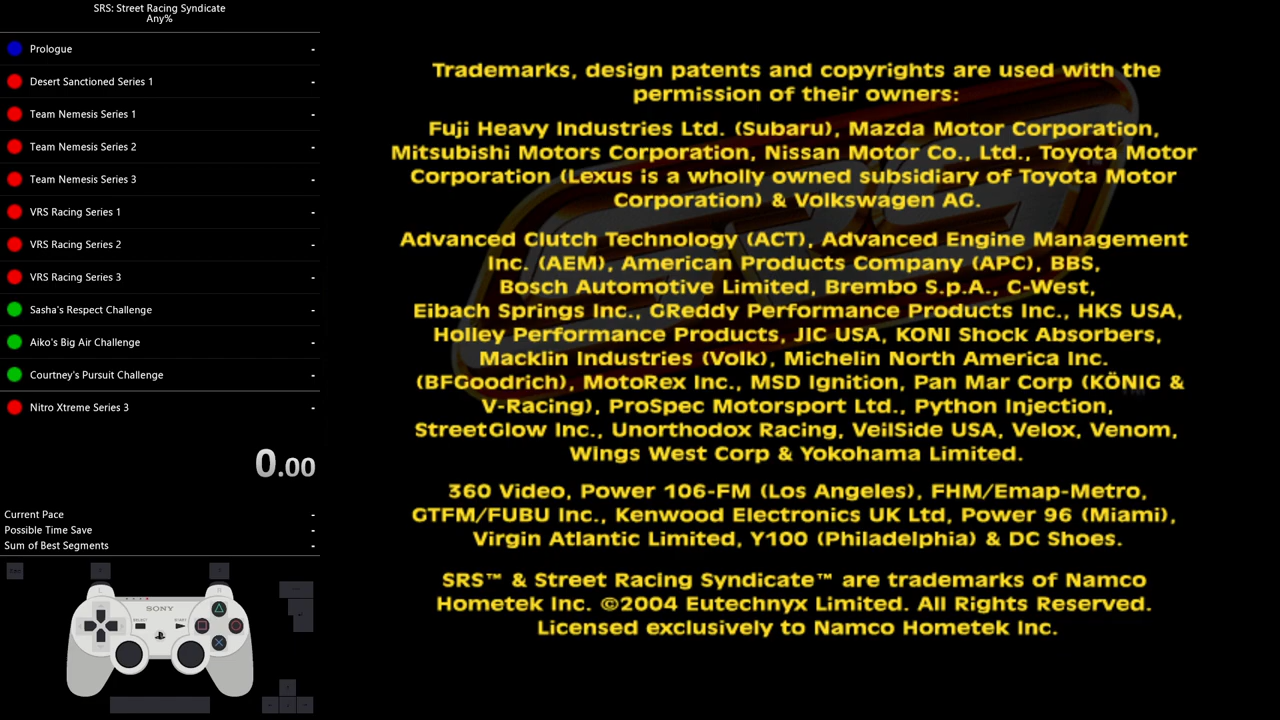 SRS: Street Racing Syndicate
Any%
Prologue -
Desert Sanctioned Series 1 -
Team Nemesis Series 1 -
Team Nemesis Series 2 -
Team Nemesis Series 3 -
VRS Racing Series 1 -
VRS Racing Series 2 -
VRS Racing Series 3 -
Sasha's Respect Challenge -
Aiko's Big Air Challenge -
Courtney's Pursuit Challenge -
Nitro Xtreme Series 3 -
0.00
Current Pace -
Possible Time Save -
Sum of Best Segments -
SONY
SELECT
START
Trademarks, design patents and copyrights are used with the
permission of their owners:
Fuji Heavy Industries Ltd. (Subaru), Mazda Motor Corporation,
Mitsubishi Motors Corporation, Nissan Motor Co., Ltd., Toyota Motor
Corporation (Lexus is a wholly owned subsidiary of Toyota Motor
Corporation) & Volkswagen AG.
Advanced Clutch Technology (ACT), Advanced Engine Management
Inc. (AEM), American Products Company (APC), BBS,
Bosch Automotive Limited, Brembo S.p.A., C-West,
Eibach Springs Inc., GReddy Performance Products Inc., HKS USA,
Holley Performance Products, JIC USA, KONI Shock Absorbers,
Macklin Industries (Volk), Michelin North America Inc.
(BFGoodrich), MotoRex Inc., MSD Ignition, Pan Mar Corp (KÖNIG &
V-Racing), ProSpec Motorsport Ltd., Python Injection,
StreetGlow Inc., Unorthodox Racing, VeilSide USA, Velox, Venom,
Wings West Corp & Yokohama Limited.
360 Video, Power 106-FM (Los Angeles), FHM/Emap-Metro,
GTFM/FUBU Inc., Kenwood Electronics UK Ltd, Power 96 (Miami),
Virgin Atlantic Limited, Y100 (Philadelphia) & DC Shoes.
SRS™ & Street Racing Syndicate™ are trademarks of Namco
Hometek Inc. ©2004 Eutechnyx Limited. All Rights Reserved.
Licensed exclusively to Namco Hometek Inc.